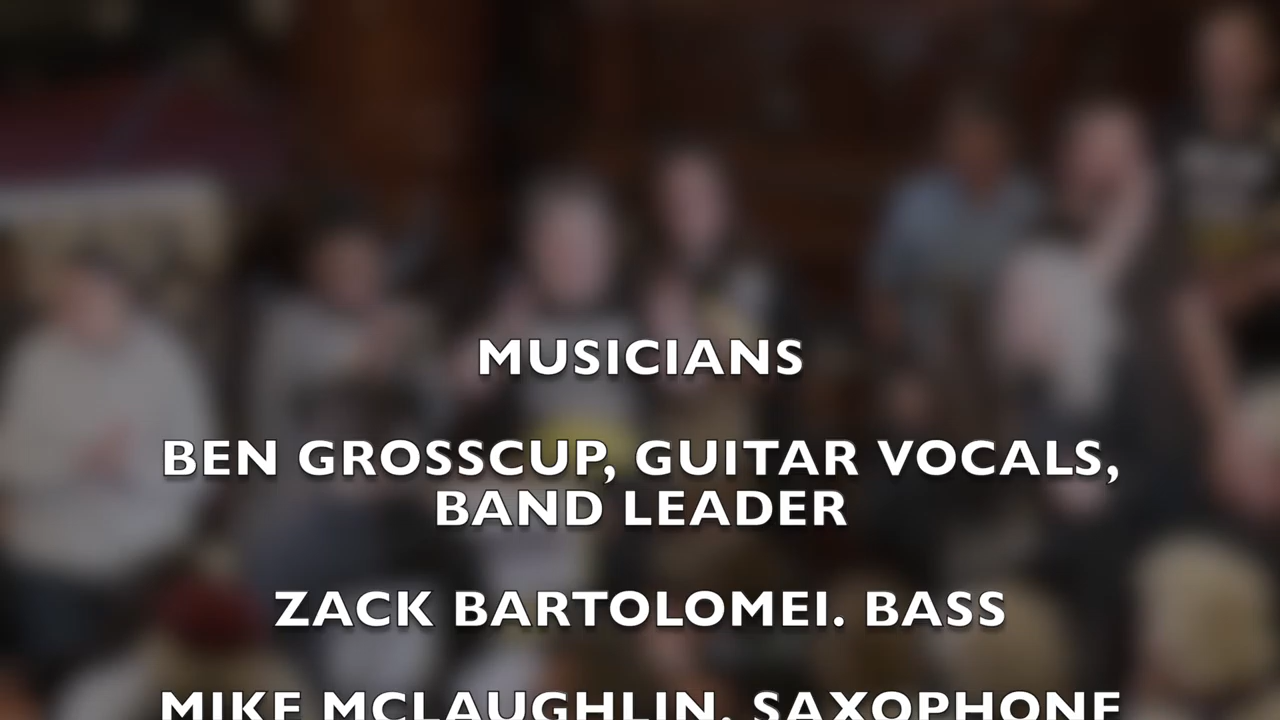 MUSICIANS
BEN GROSSCUP, GUITAR VOCALS,
BAND LEADER
ZACK BARTOLOMEI. BASS
MIKE MCLAUGHLIN. SAXOPHONE